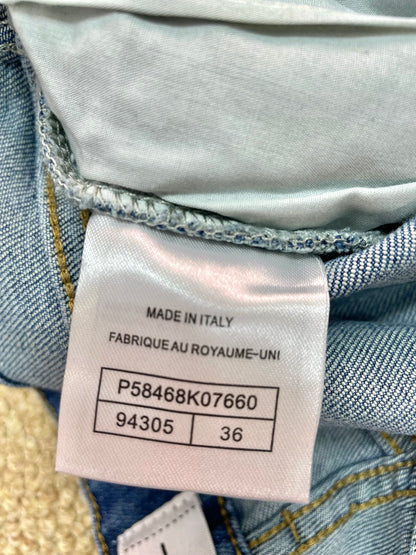 MADE IN ITALY
FABRIQUE AU ROYAUME-UNI
P58468K07660
94305 36